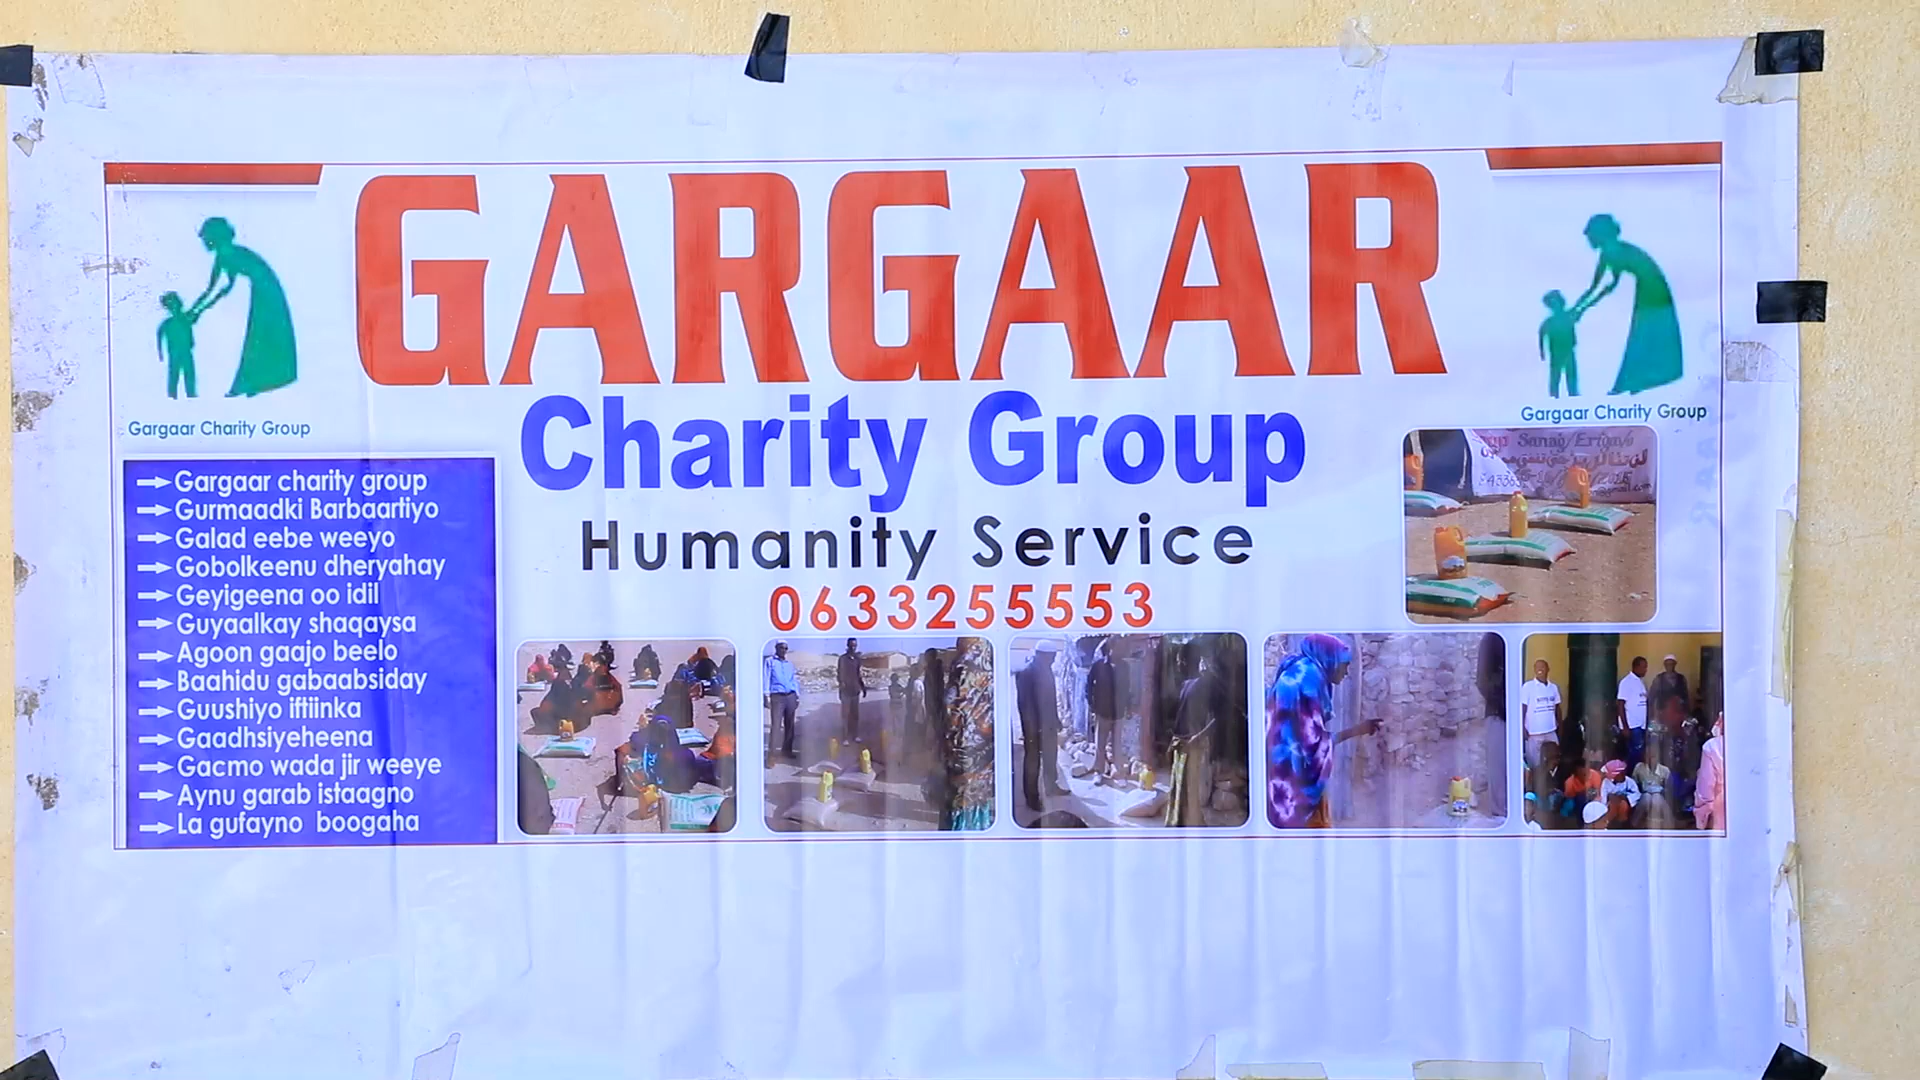 GARGAAR
Charity Group
Humanity Service
0633255553
Gargaar Charity Group
Gargaar Charity Group
Gargaar charity group
Gurmaadki Barbaartiyo
Galad eebe weeyo
Gobolkeenu dheryahay
Geyigeena oo idil
Guyaalkay shaqaysa
Agoon gaajo beelo
Baahidu gabaabsiday
Guushiyo iftiinka
Gaadhsiyeheena
Gacmo wada jir weeye
Aynu garab istaagno
La gufayno boogaha
Sanag/Erigavo